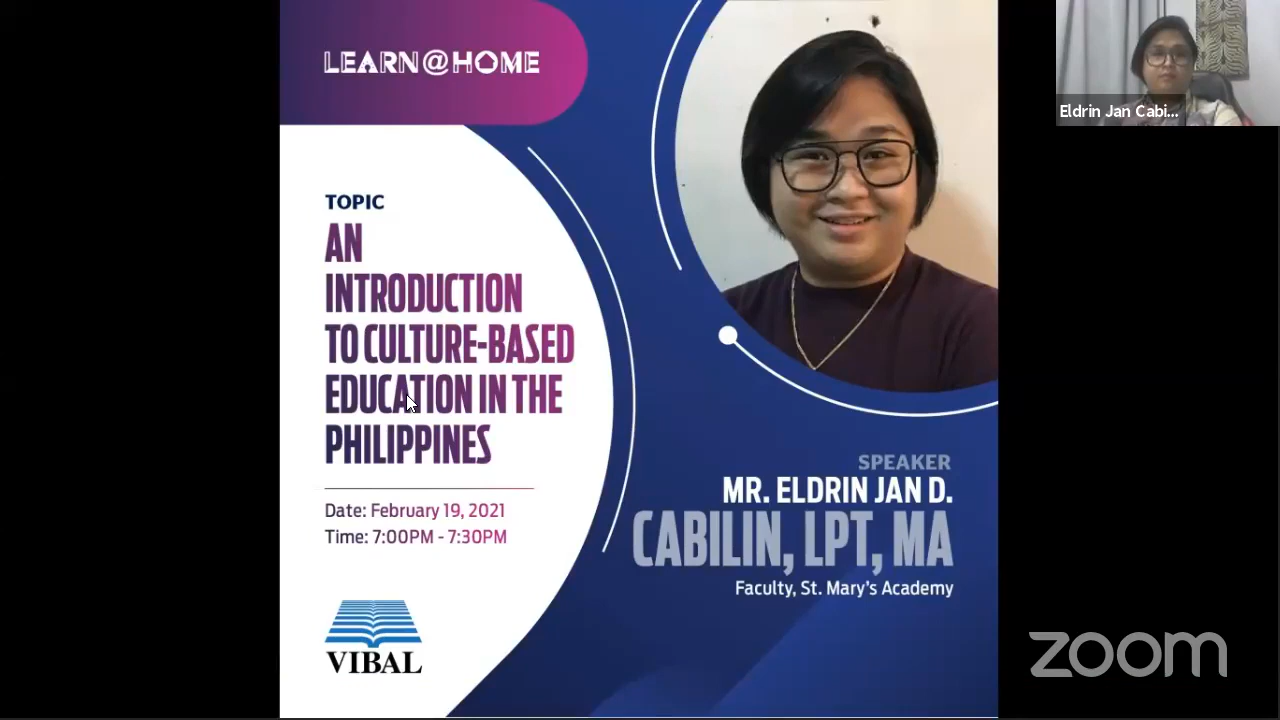 LEARN@HOME
TOPIC
AN
INTRODUCTION
TO CULTURE-BASED
EDUCATION IN THE
PHILIPPINES
Date: February 19, 2021
Time: 7:00PM - 7:30PM
VIBAL
SPEAKER
MR. ELDRIN JAN D.
CABILIN, LPT, MA
Faculty, St. Mary's Academy
Eldrin Jan Cabi...
zoom